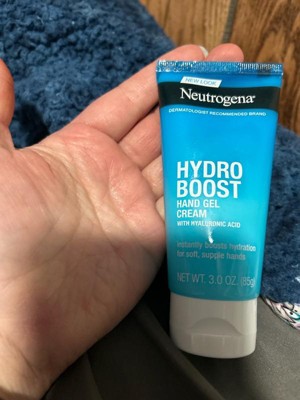 NEW LOOK
Neutrogena®
DERMATOLOGIST RECOMMENDED BRAND
HYDRO
BOOST
HAND GEL
CREAM
WITH HYALURONIC ACID
instantly boosts hydration
for soft, supple hands
NET WT. 3.0 OZ. (85g)